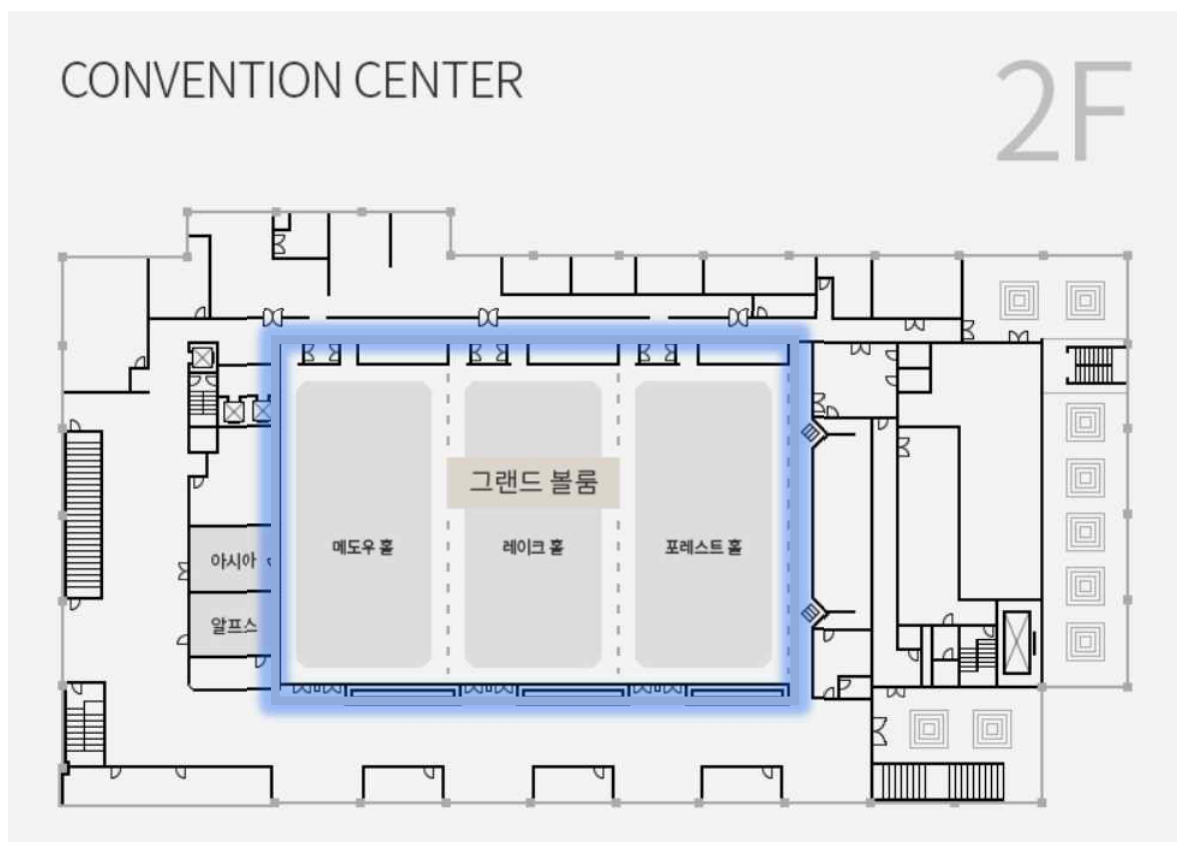 CONVENTION CENTER
2F
그랜드 볼룸
메도우 홀
레이크 홀
포레스트 홀
아시아
알프스